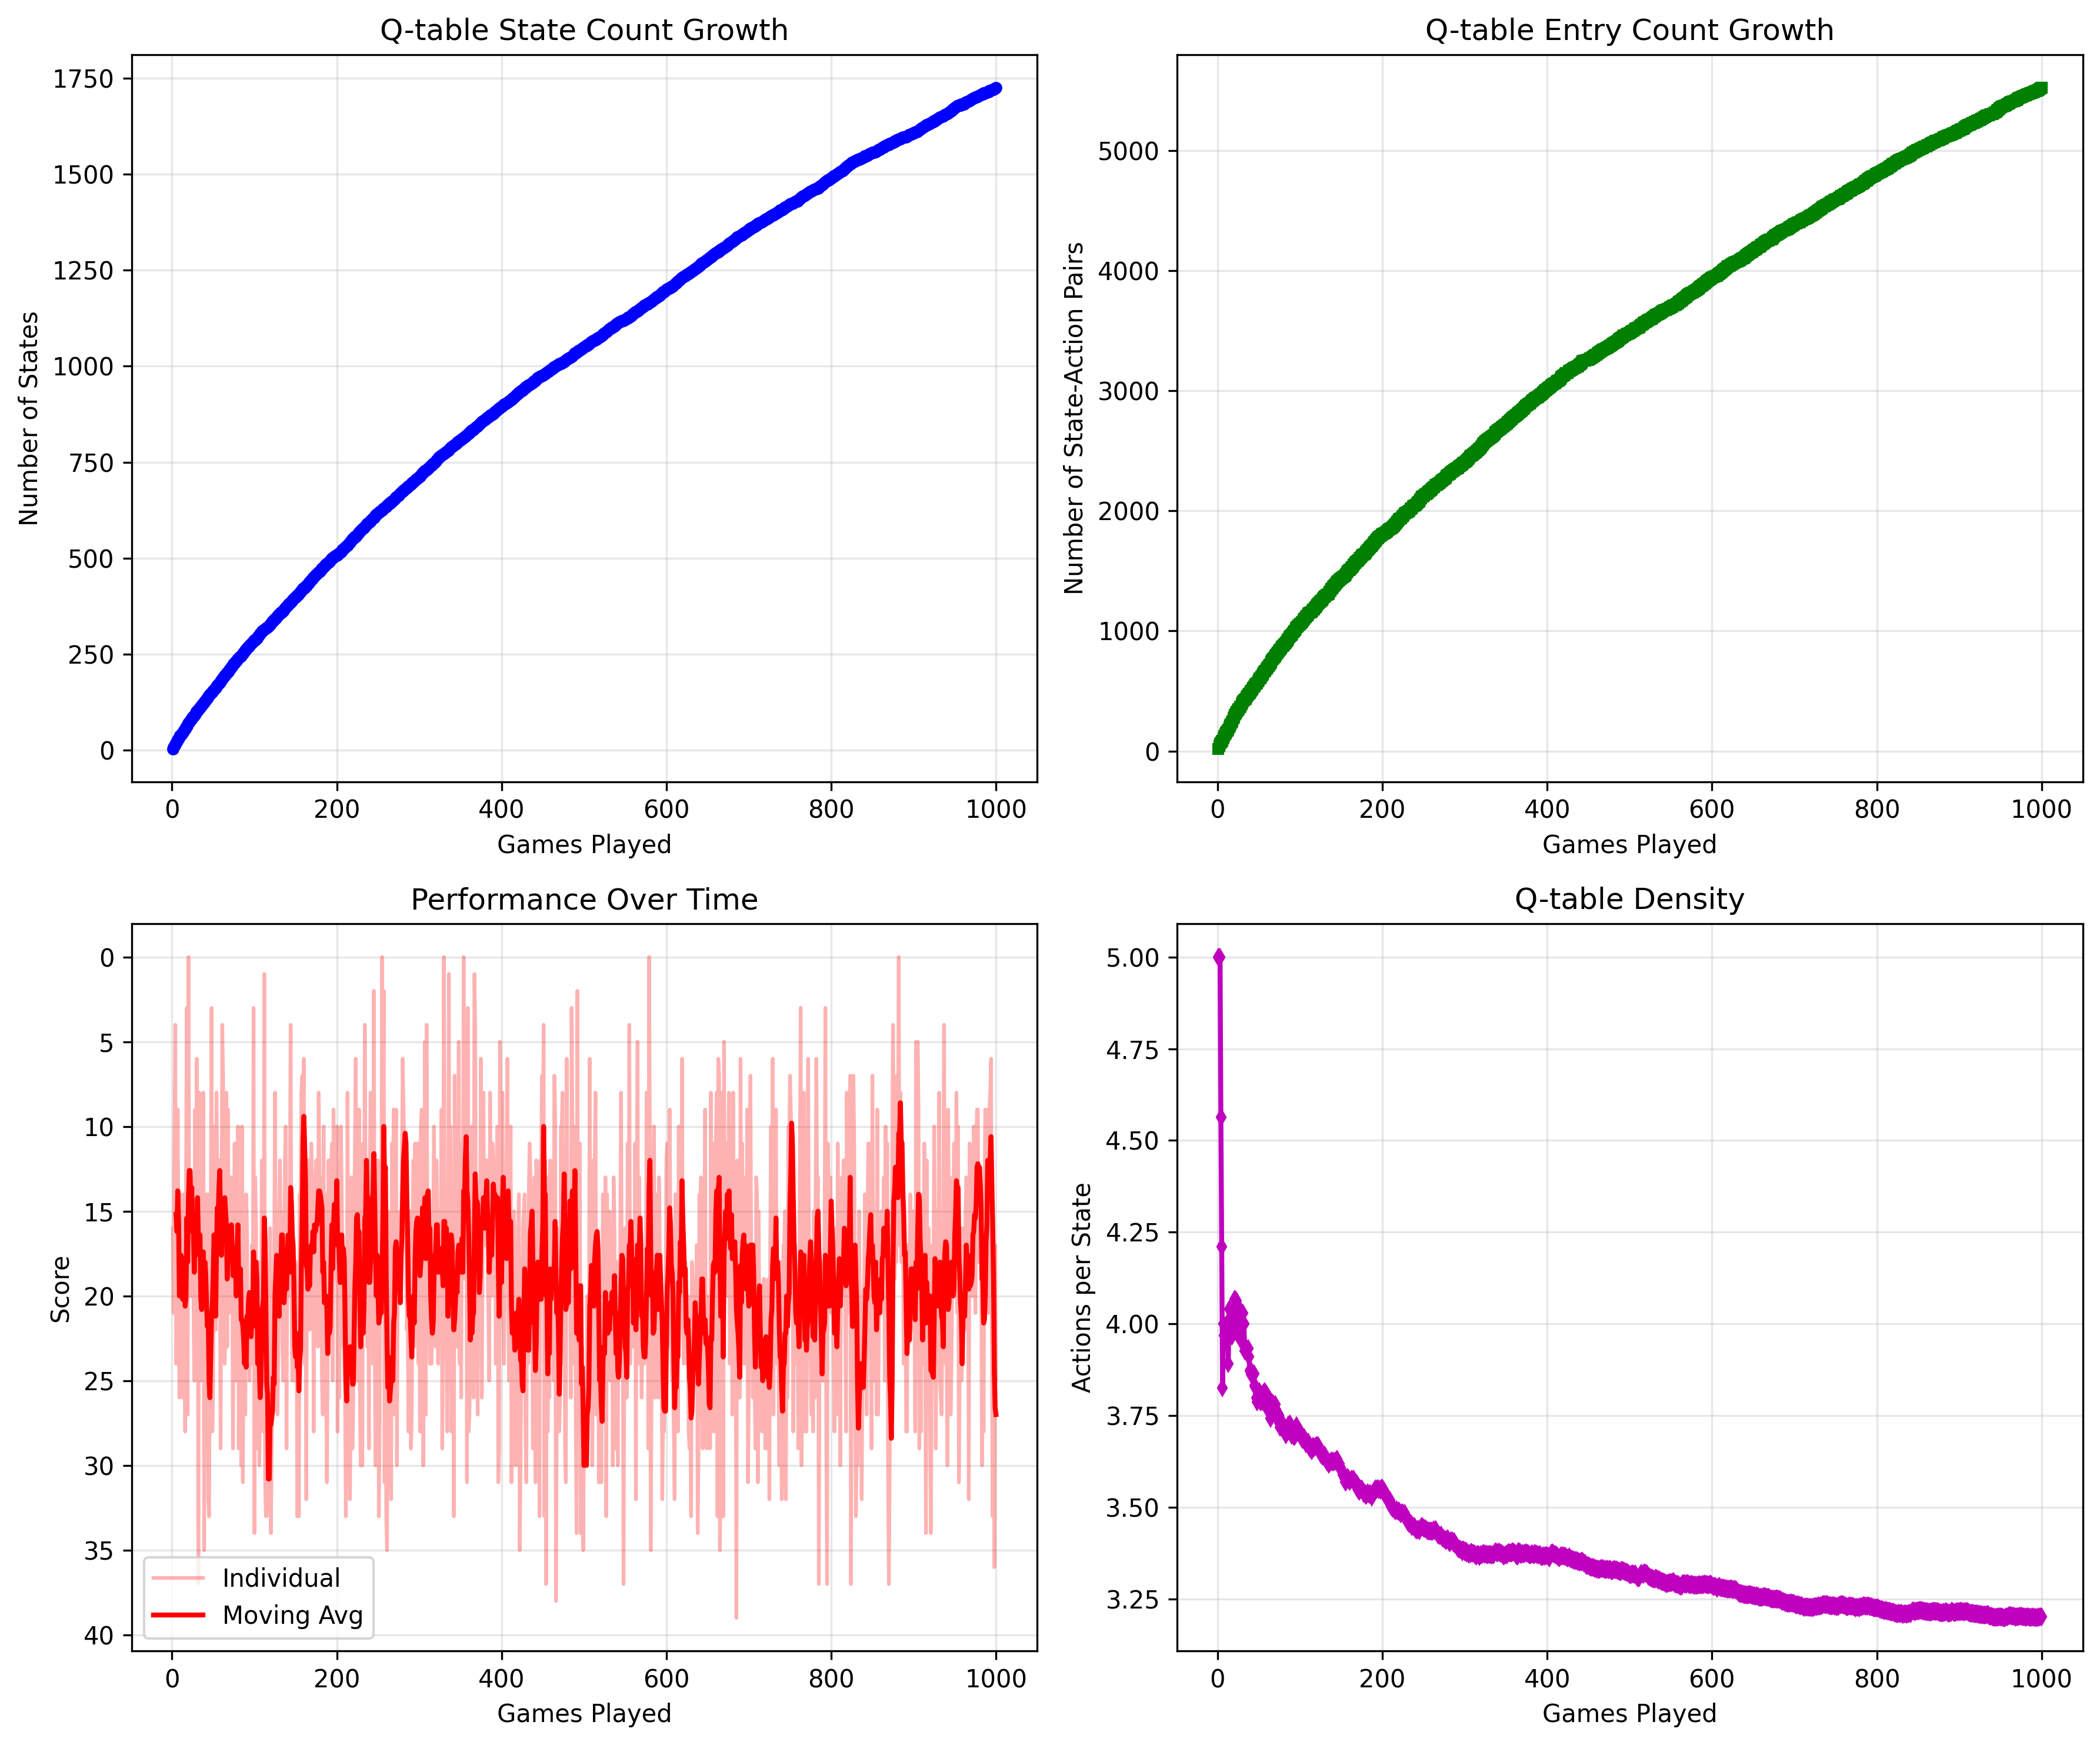 Q-table State Count Growth
Number of States
1750
1500
1250
1000
750
500
250
0
0 200 400 600 800 1000
Games Played
Q-table Entry Count Growth
Number of State-Action Pairs
5000
4000
3000
2000
1000
0
0 200 400 600 800 1000
Games Played
Performance Over Time
Score
0
5
10
15
20
25
30
35
40
Individual
Moving Avg
0 200 400 600 800 1000
Games Played
Q-table Density
Actions per State
5.00
4.75
4.50
4.25
4.00
3.75
3.50
3.25
0 200 400 600 800 1000
Games Played